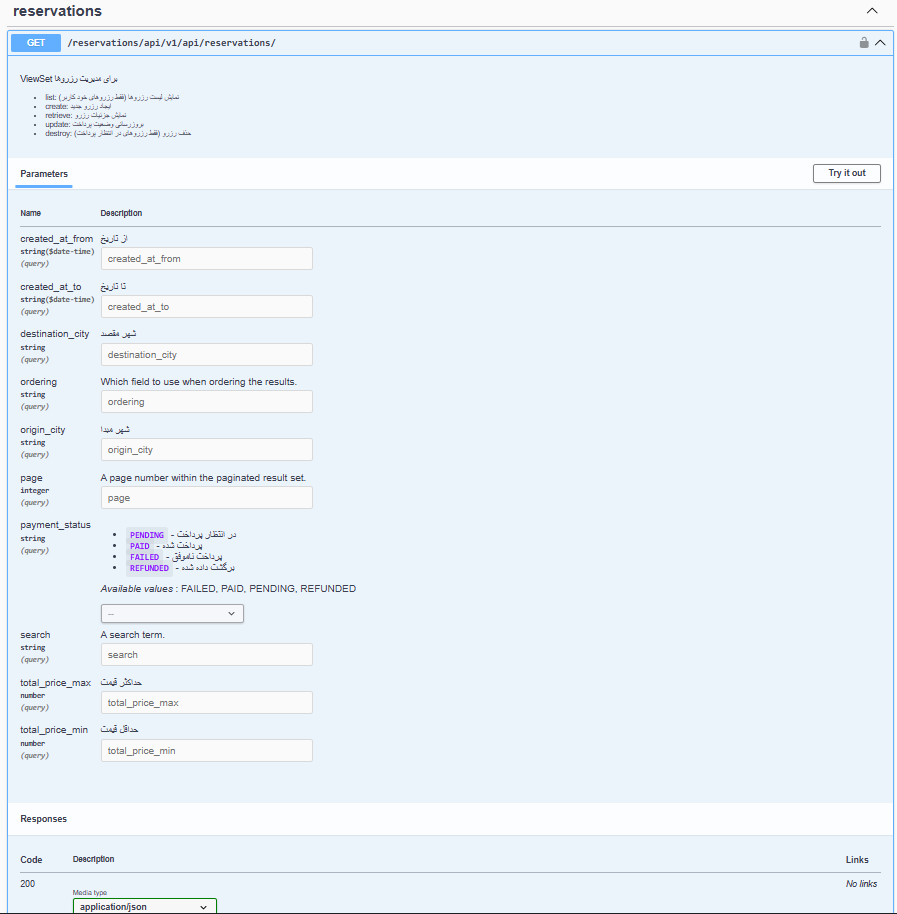 reservations
GET /reservations/api/v1/api/reservations/
ViewSet برای مدیریت رزروها
list: نمایش لیست رزروها (فقط رزروهای خود کاربر)
create: ایجاد رزرو جدید
retrieve: نمایش جزئیات رزرو
update: بروزرسانی وضعیت پرداخت
destroy: حذف رزرو (فقط رزروهای در انتظار پرداخت)
Parameters
Try it out
Name Description
created_at_from از تاریخ
string($date-time)
(query)
created_at_from
created_at_to تا تاریخ
string($date-time)
(query)
created_at_to
destination_city شهر مقصد
string
(query)
destination_city
ordering Which field to use when ordering the results.
string
(query)
ordering
origin_city شهر مبدا
string
(query)
origin_city
page A page number within the paginated result set.
integer
(query)
page
payment_status
string
(query)
PENDING - در انتظار پرداخت
PAID - پرداخت شده
FAILED - پرداخت ناموفق
REFUNDED - برگشت داده شده
Available values : FAILED, PAID, PENDING, REFUNDED
--
search A search term.
string
(query)
search
total_price_max حداکثر قیمت
number
(query)
total_price_max
total_price_min حداقل قیمت
number
(query)
total_price_min
Responses
Code Description Links
200 No links
Media type
application/json